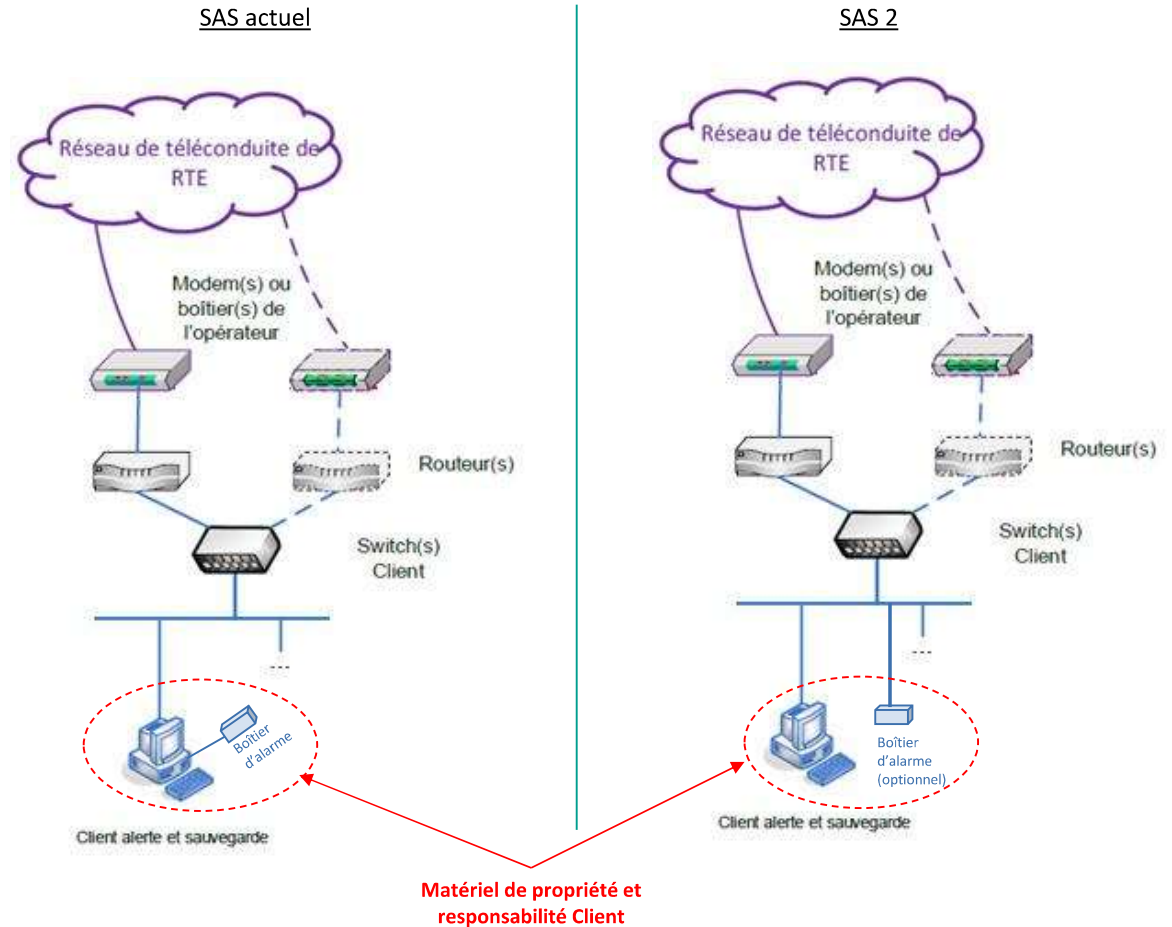 SAS actuel
Réseau de téléconduite de
RTE
Modem(s) ou
boîtier(s) de
l'opérateur
Routeur(s)
Switch(s)
Client
....
Boîtier
d'alarme
Client alerte et sauvegarde
SAS 2
Réseau de téléconduite de
RTE
Modem(s) ou
boîtier(s) de
l'opérateur
Routeur(s)
Switch(s)
Client
....
Boîtier
d'alarme
(optionnel)
Client alerte et sauvegarde
Matériel de propriété et
responsabilité Client